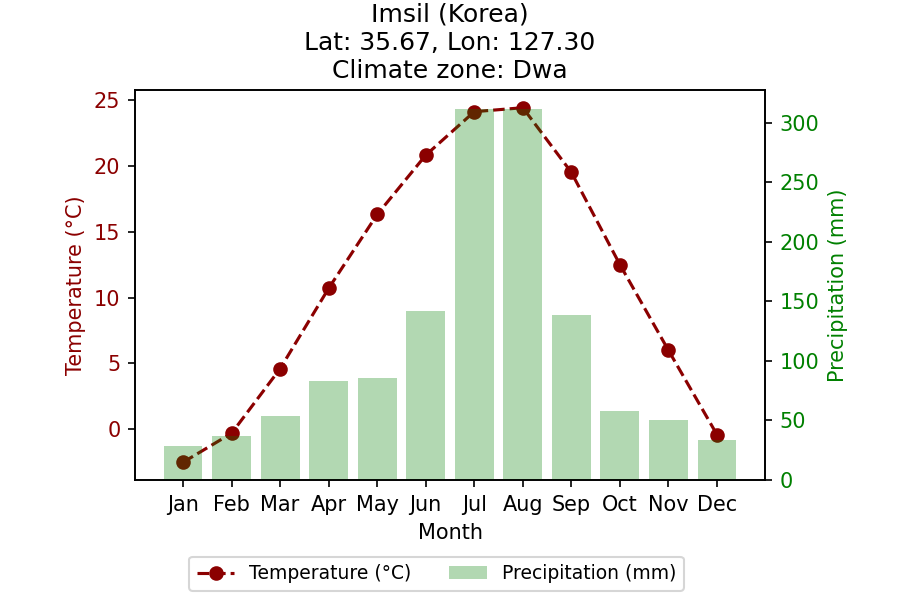 Imsil (Korea)
Lat: 35.67, Lon: 127.30
Climate zone: Dwa
Temperature (°C)
25
20
15
10
5
0
300
250
200
150
100
50
0
Precipitation (mm)
Jan Feb Mar Apr May Jun Jul Aug Sep Oct Nov Dec
Month
Temperature (°C) Precipitation (mm)